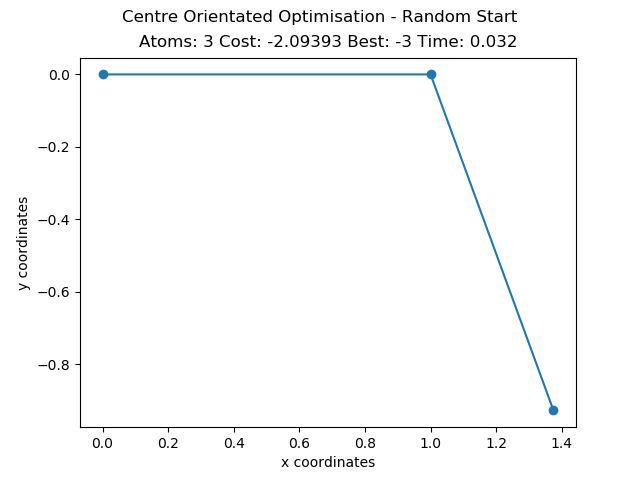 Centre Orientated Optimisation - Random Start
Atoms: 3 Cost: -2.09393 Best: -3 Time: 0.032
0.0
−0.2
−0.4
−0.6
−0.8
y coordinates
0.0 0.2 0.4 0.6 0.8 1.0 1.2 1.4
x coordinates